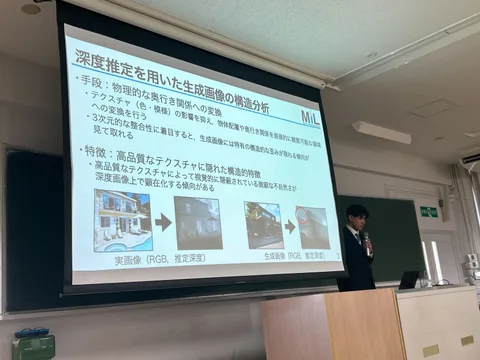 深度推定を用いた生成画像の構造分析
MiL
・手段：物理的な奥行き関係への変換
・テクスチャ（色・模様）の影響を抑え、物体配置や奥行き関係を直接的に観察可能な領域
への変換を行う
・3次元的な整合性に着目すると、生成画像には特有の構造的な歪みが現れる傾向が
見て取れる
・特徴：高品質なテクスチャに隠れた構造的特徴
・高品質なテクスチャによって視覚的に隠蔽されている微細な不自然さが
深度画像上で顕在化する傾向がある
実画像（RGB, 推定深度）
生成画像（RGB, 推定深度）
3